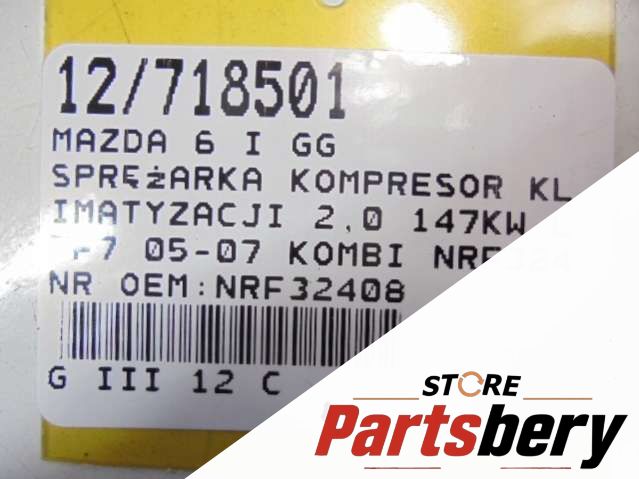 12/718501
MAZDA 6 I GG
SPRĘżARKA KOMPRESOR KL
IMATYZACJI 2,0 147KW
05-07 KOMBI
NR OEM:NRF32408
G III 12 C
STORE
Partsbery